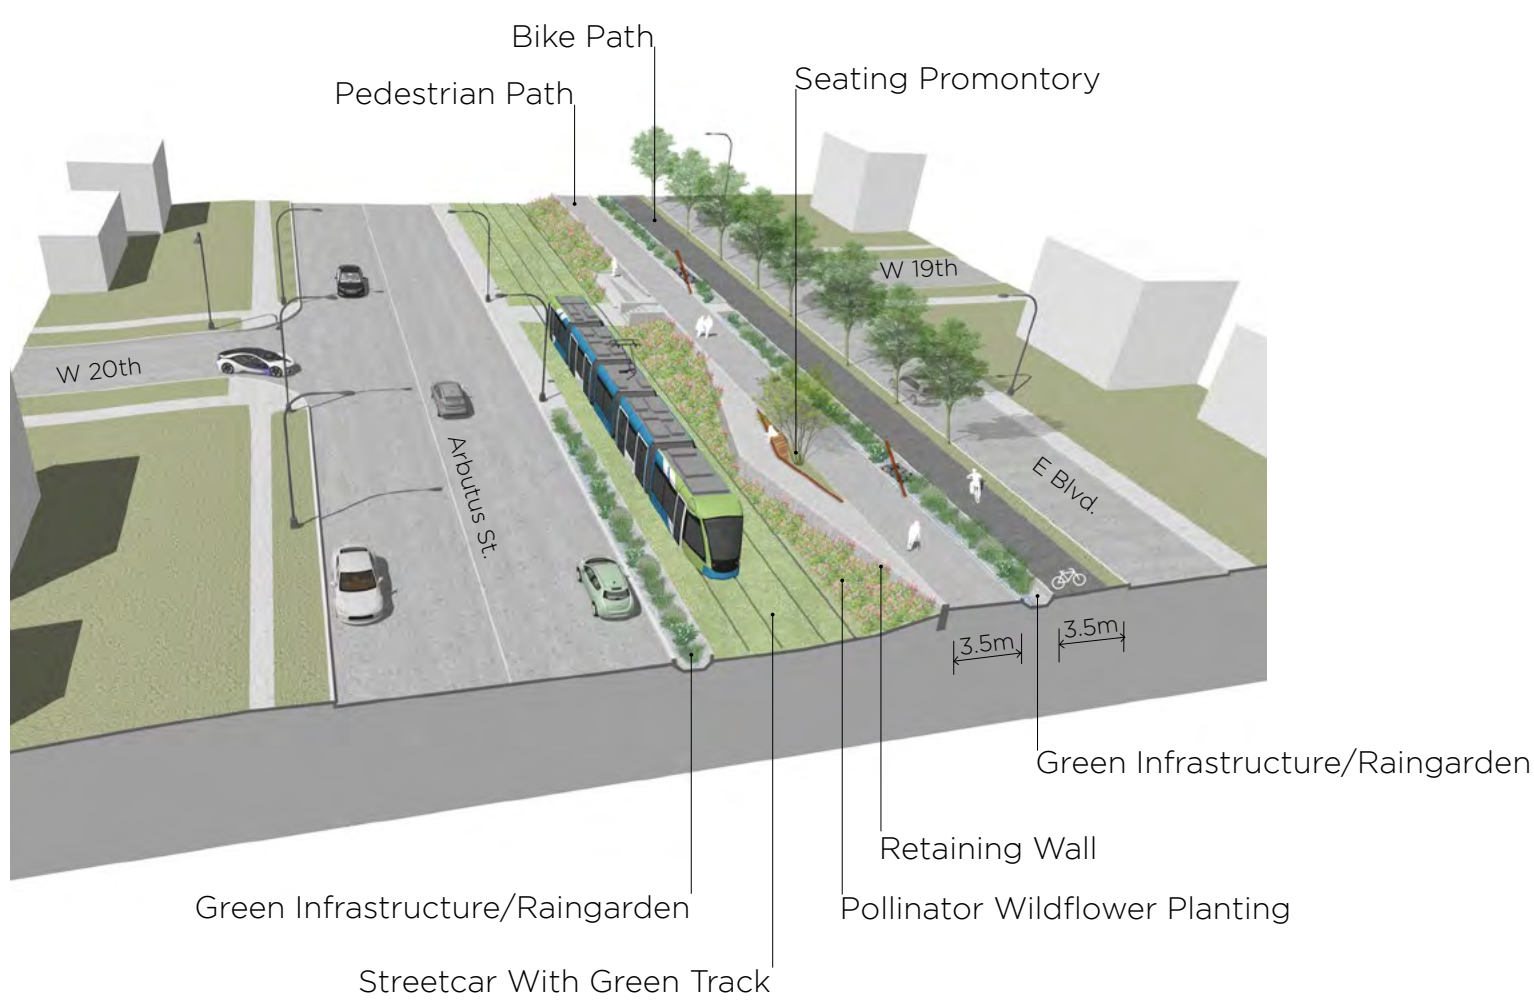 Bike Path
Seating Promontory
Pedestrian Path
W 19th
W 20th
Arbutus St.
E Blvd.
3.5m
3.5m
Green Infrastructure/Raingarden
Retaining Wall
Green Infrastructure/Raingarden
Pollinator Wildflower Planting
Streetcar With Green Track